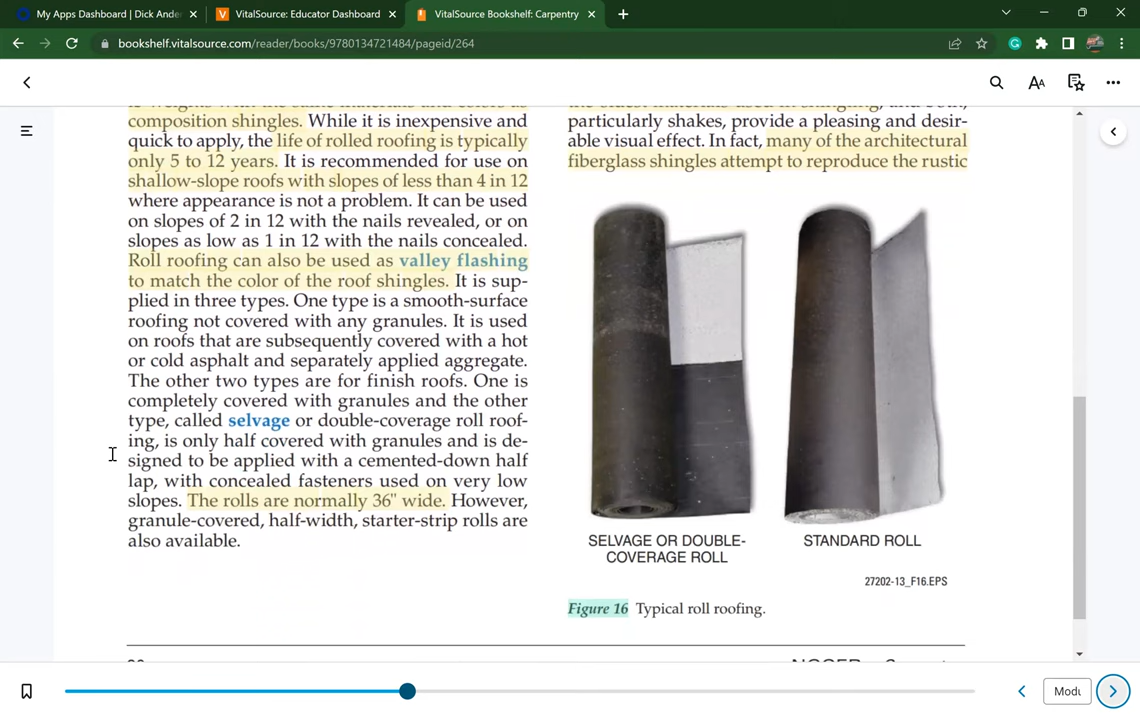 My Apps Dashboard | Dick Ander
VitalSource: Educator Dashboard
VitalSource Bookshelf: Carpentry
bookshelf.vitalsource.com/reader/books/9780134721484/pageid/264
composition shingles. While it is inexpensive and
quick to apply, the life of rolled roofing is typically
only 5 to 12 years. It is recommended for use on
shallow-slope roofs with slopes of less than 4 in 12
where appearance is not a problem. It can be used
on slopes of 2 in 12 with the nails revealed, or on
slopes as low as 1 in 12 with the nails concealed.
Roll roofing can also be used as valley flashing
to match the color of the roof shingles. It is sup-
plied in three types. One type is a smooth-surface
roofing not covered with any granules. It is used
on roofs that are subsequently covered with a hot
or cold asphalt and separately applied aggregate.
The other two types are for finish roofs. One is
completely covered with granules and the other
type, called selvage or double-coverage roll roof-
ing, is only half covered with granules and is de-
signed to be applied with a cemented-down half
lap, with concealed fasteners used on very low
slopes. The rolls are normally 36" wide. However,
granule-covered, half-width, starter-strip rolls are
also available.
particularly shakes, provide a pleasing and desir-
able visual effect. In fact, many of the architectural
fiberglass shingles attempt to reproduce the rustic
SELVAGE OR DOUBLE-
COVERAGE ROLL
STANDARD ROLL
27202-13_F16.EPS
Figure 16 Typical roll roofing.
Modu